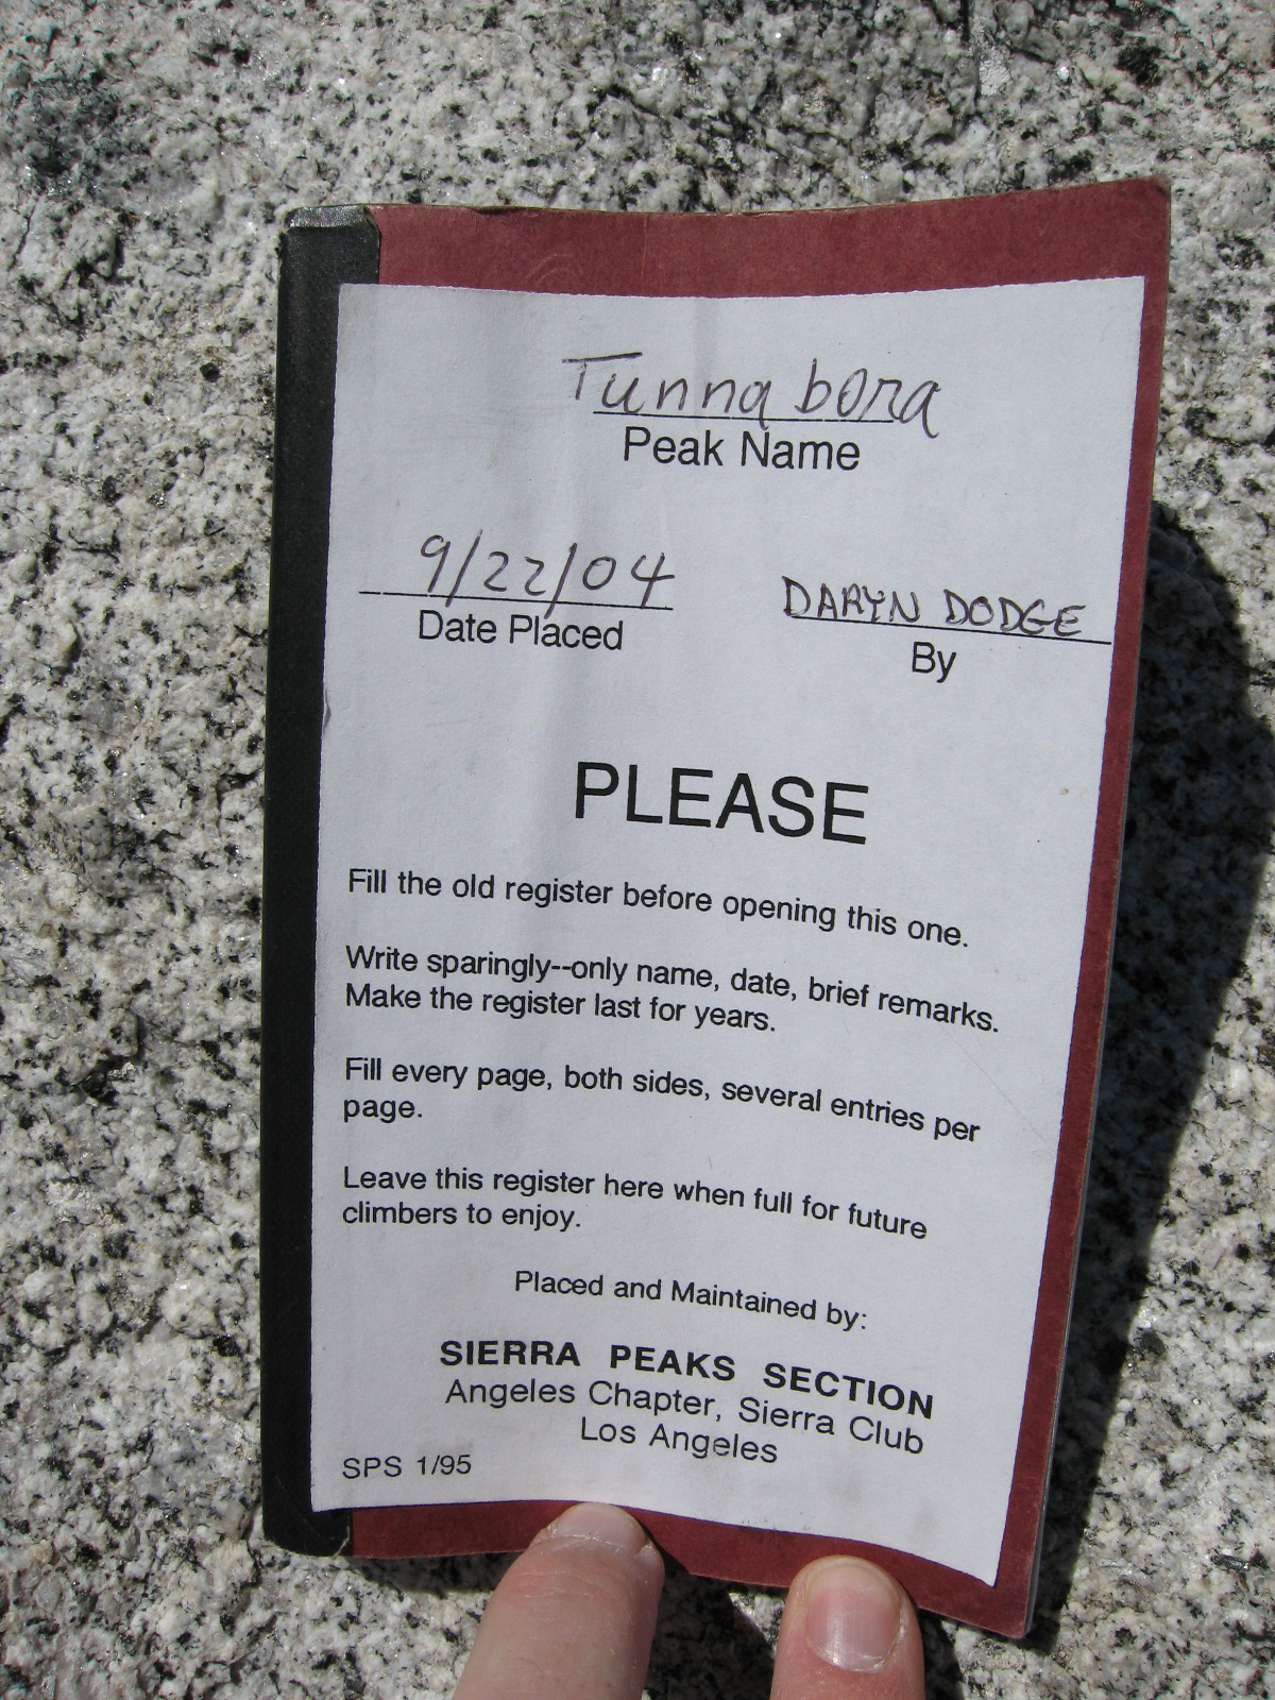 Tunnabora
Peak Name
9/22/04
Date Placed
DARYN DODGE
By
PLEASE
Fill the old register before opening this one.
Write sparingly--only name, date, brief remarks.
Make the register last for years.
Fill every page, both sides, several entries per
page.
Leave this register here when full for future
climbers to enjoy.
Placed and Maintained by:
SIERRA PEAKS SECTION
Angeles Chapter, Sierra Club
Los Angeles
SPS 1/95